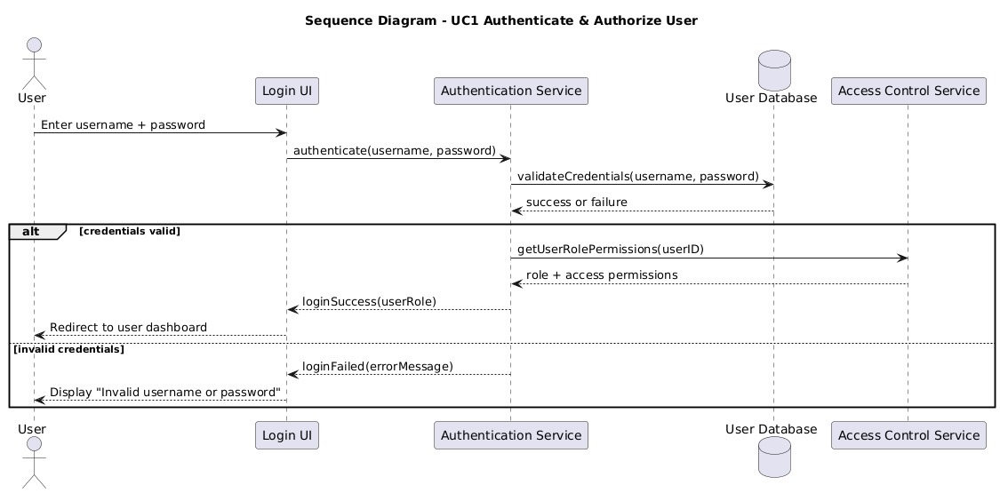 Sequence Diagram - UC1 Authenticate & Authorize User
User
Login UI
Authentication Service
User Database
Access Control Service
Enter username + password
authenticate(username, password)
validateCredentials(username, password)
success or failure
alt [credentials valid]
getUserRolePermissions(userID)
role + access permissions
loginSuccess(userRole)
Redirect to user dashboard
[invalid credentials]
loginFailed(errorMessage)
Display "Invalid username or password"
User
Login UI
Authentication Service
User Database
Access Control Service